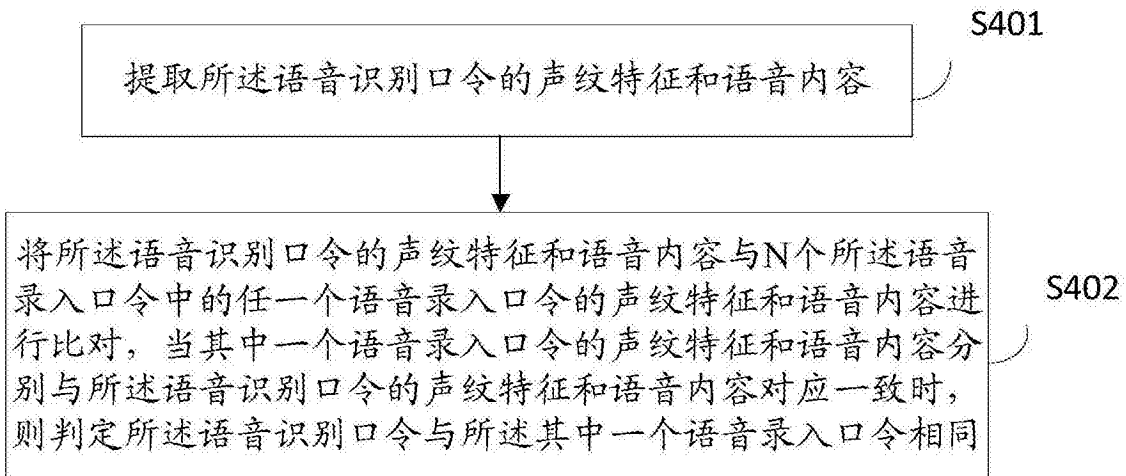 S401
提取所述语音识别口令的声纹特征和语音内容
将所述语音识别口令的声纹特征和语音内容与N个所述语音
录入口令中的任一个语音录入口令的声纹特征和语音内容进
行比对，当其中一个语音录入口令的声纹特征和语音内容分
别与所述语音识别口令的声纹特征和语音内容对应一致时，
则判定所述语音识别口令与所述其中一个语音录入口令相同
S402